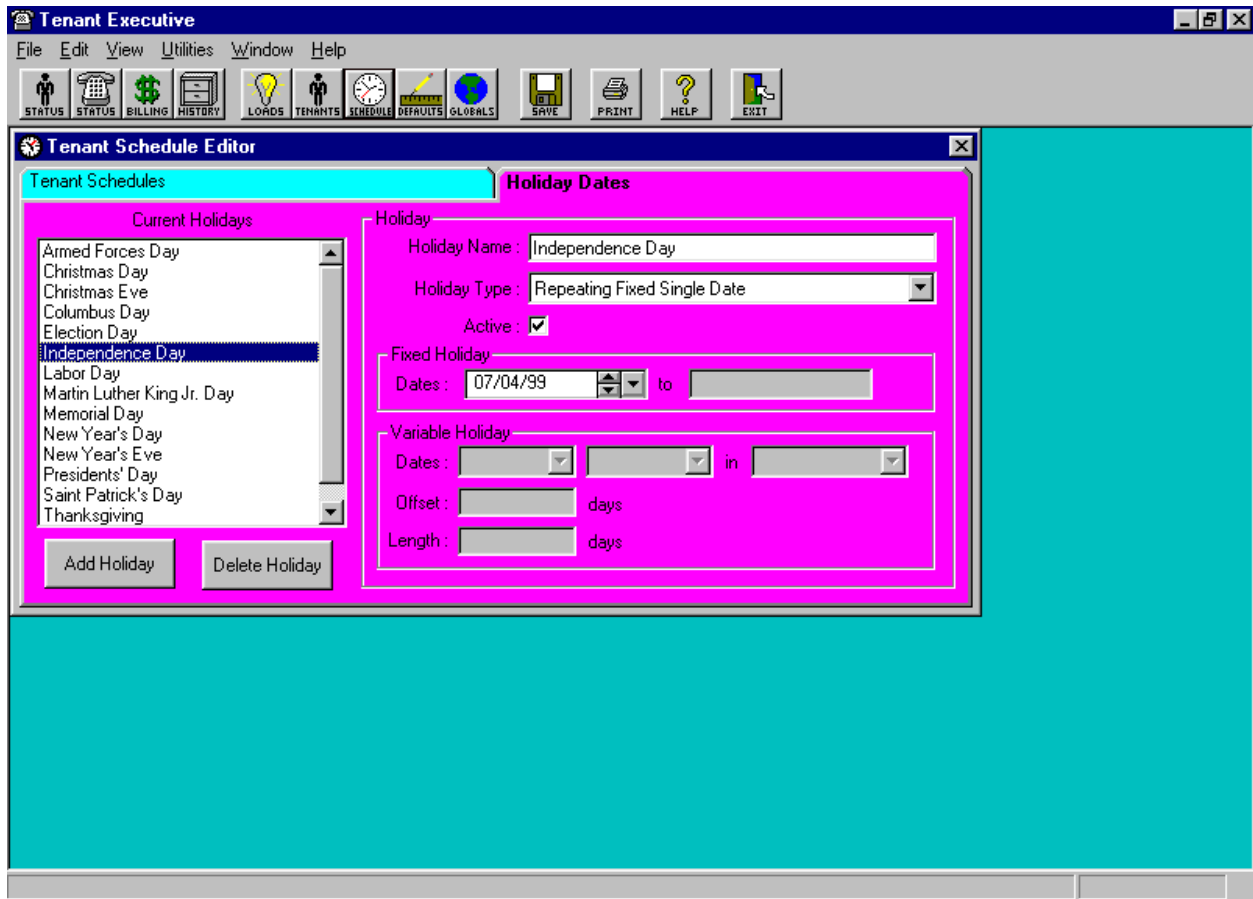 Tenant Executive
File Edit View Utilities Window Help
STATUS STATUS BILLING HISTORY LOADS TENANTS SCHEDULE DEFAULTS GLOBALS SAVE PRINT HELP EXIT
Tenant Schedule Editor
Tenant Schedules
Holiday Dates
Current Holidays
Armed Forces Day
Christmas Day
Christmas Eve
Columbus Day
Election Day
Independence Day
Labor Day
Martin Luther King Jr. Day
Memorial Day
New Year's Day
New Year's Eve
Presidents' Day
Saint Patrick's Day
Thanksgiving
Add Holiday
Delete Holiday
Holiday
Holiday Name : Independence Day
Holiday Type : Repeating Fixed Single Date
Active :
Fixed Holiday
Dates : 07/04/99 to
Variable Holiday
Dates : in
Offset : days
Length : days